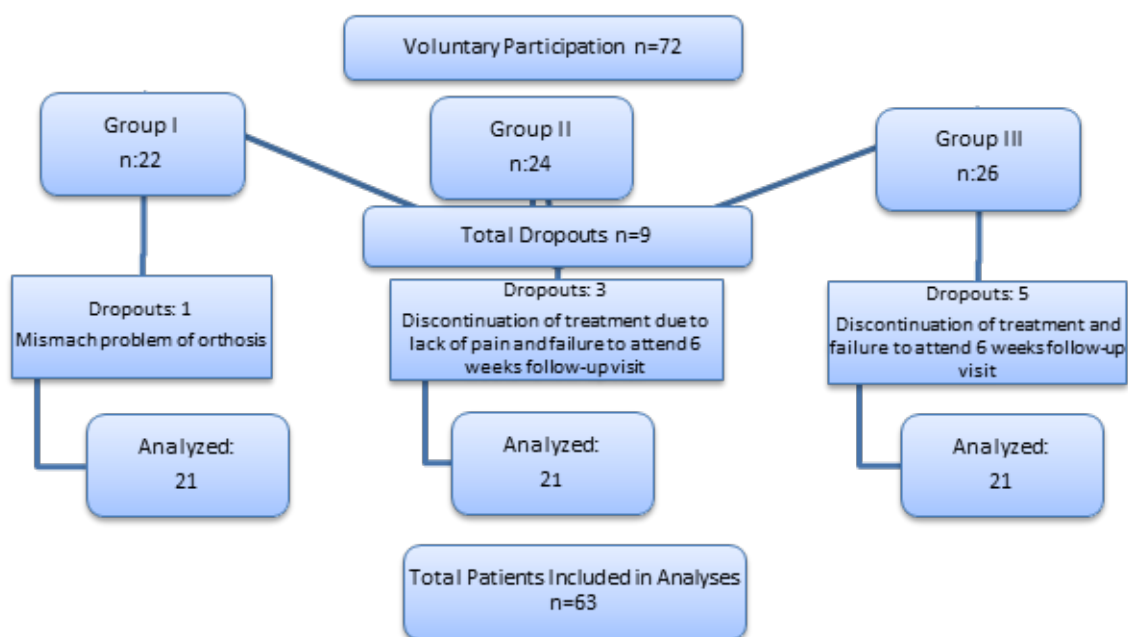 Voluntary Participation n=72
Group I
n:22
Group II
n:24
Group III
n:26
Total Dropouts n=9
Dropouts: 1
Mismach problem of orthosis
Dropouts: 3
Discontinuation of treatment due to
lack of pain and failure to attend 6
weeks follow-up visit
Dropouts: 5
Discontinuation of treatment and
failure to attend 6 weeks follow-up
visit
Analyzed:
21
Analyzed:
21
Analyzed:
21
Total Patients Included in Analyses
n=63